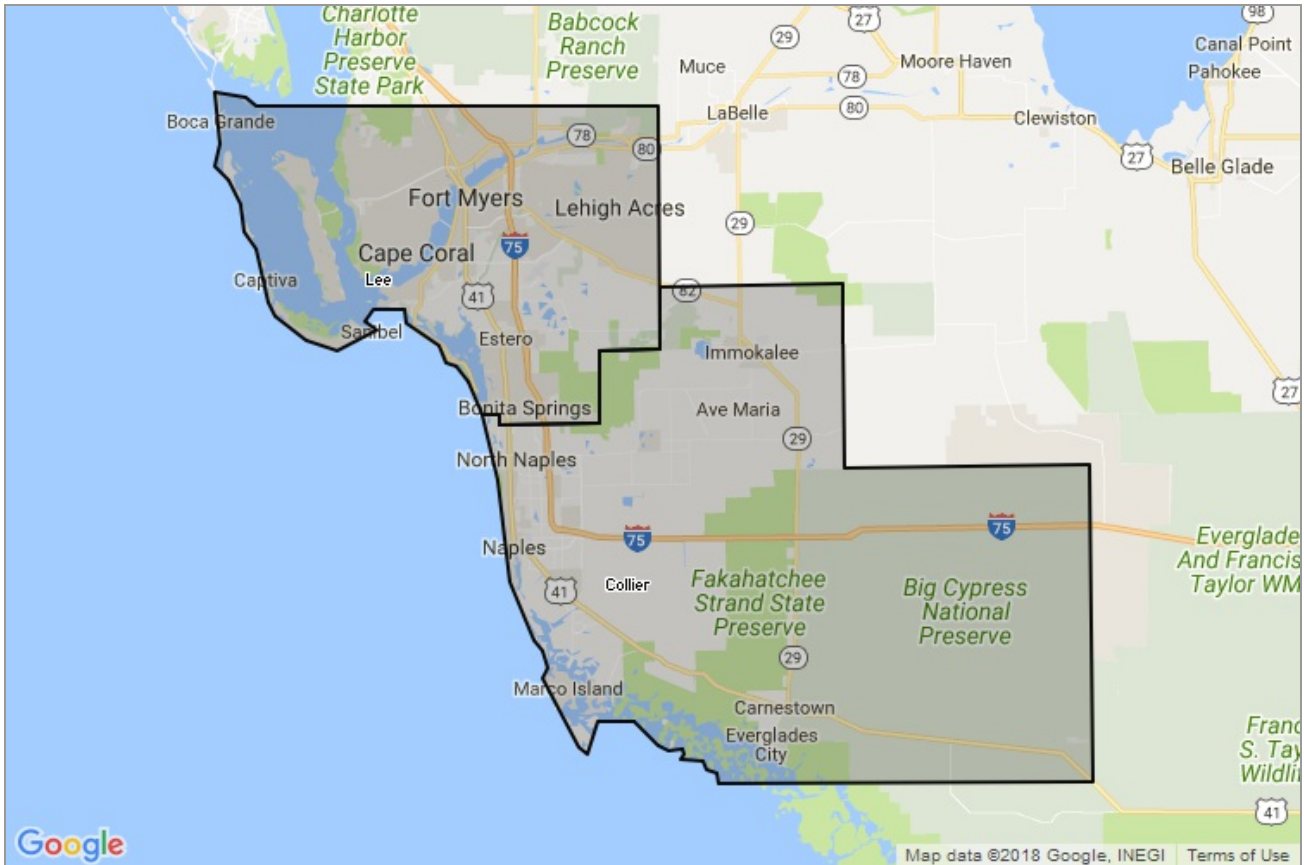 Charlotte
Harbor
Preserve
State Park
Babcock
Ranch
Preserve
27
29
98
Canal Point
Pahokee
Muce
Moore Haven
78
80
LaBelle
Clewiston
Boca Grande
78
80
27
Belle Glade
Fort Myers
Lehigh Acres
29
75
Cape Coral
Captiva
Lee
41
82
Sanibel
Estero
Immokalee
27
Bonita Springs
Ave Maria
29
North Naples
75
75
Naples
Everglade
And Francis
Taylor WM
41
Collier
Fakahatchee
Strand State
Preserve
Big Cypress
National
Preserve
29
Marco Island
Carnestown
Everglades
City
Franc
S. Tay
Wildli
41
Google
Map data ©2018 Google, INEGI
Terms of Use